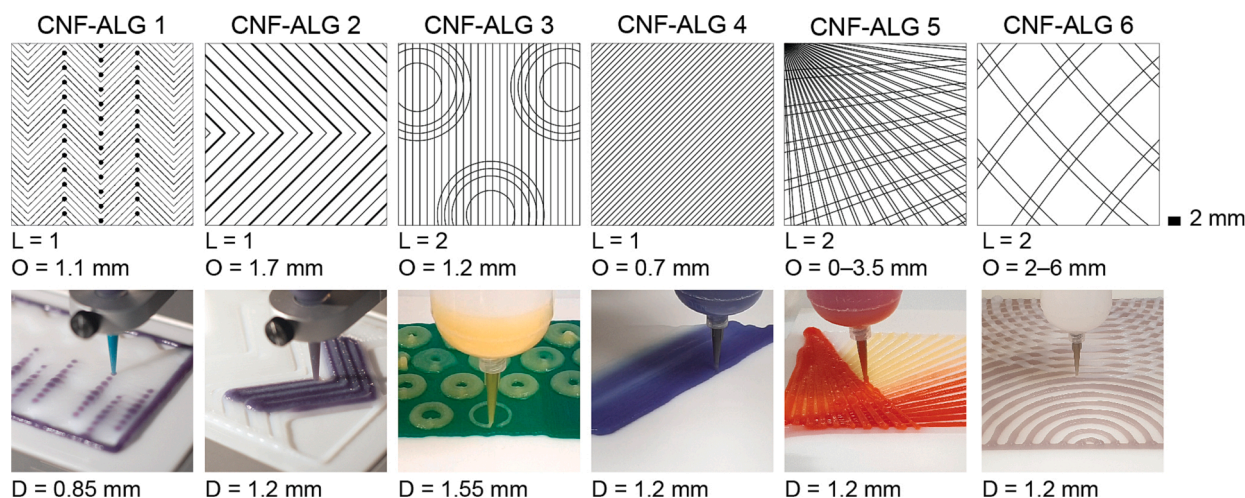 CNF-ALG 1 CNF-ALG 2 CNF-ALG 3 CNF-ALG 4 CNF-ALG 5 CNF-ALG 6
2 mm
L = 1 L = 1 L = 2 L = 1 L = 2 L = 2
O = 1.1 mm O = 1.7 mm O = 1.2 mm O = 0.7 mm O = 0–3.5 mm O = 2–6 mm
D = 0.85 mm D = 1.2 mm D = 1.55 mm D = 1.2 mm D = 1.2 mm D = 1.2 mm